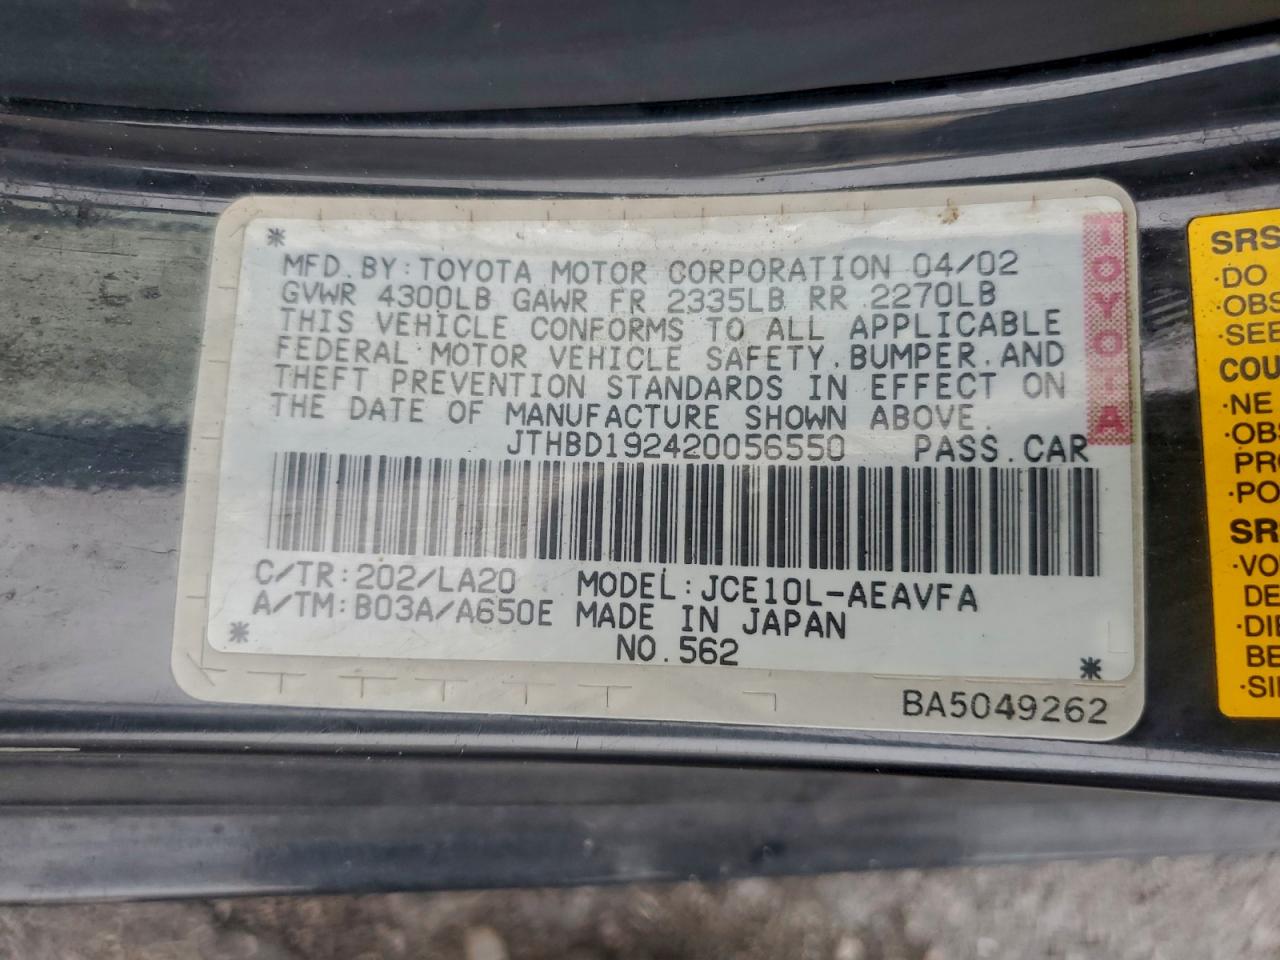 MFD. BY: TOYOTA MOTOR CORPORATION 04/02
GVWR 4300LB GAWR FR 2335LB RR 2270LB
THIS VEHICLE CONFORMS TO ALL APPLICABLE
FEDERAL MOTOR VEHICLE SAFETY, BUMPER, AND
THEFT PREVENTION STANDARDS IN EFFECT ON
THE DATE OF MANUFACTURE SHOWN ABOVE.
JTHBD192420056550 PASS. CAR
C/TR: 202/LA20 MODEL: JCE10L-AEAVFA
A/TM: B03A/A650E MADE IN JAPAN
NO. 562
BA5049262
TOYOTA
SRS
·DO
·OBS
·SEE
COU
·NE
·OBS
PRO
·PO
SR
·VO
DE
·DIE
BE
·SI